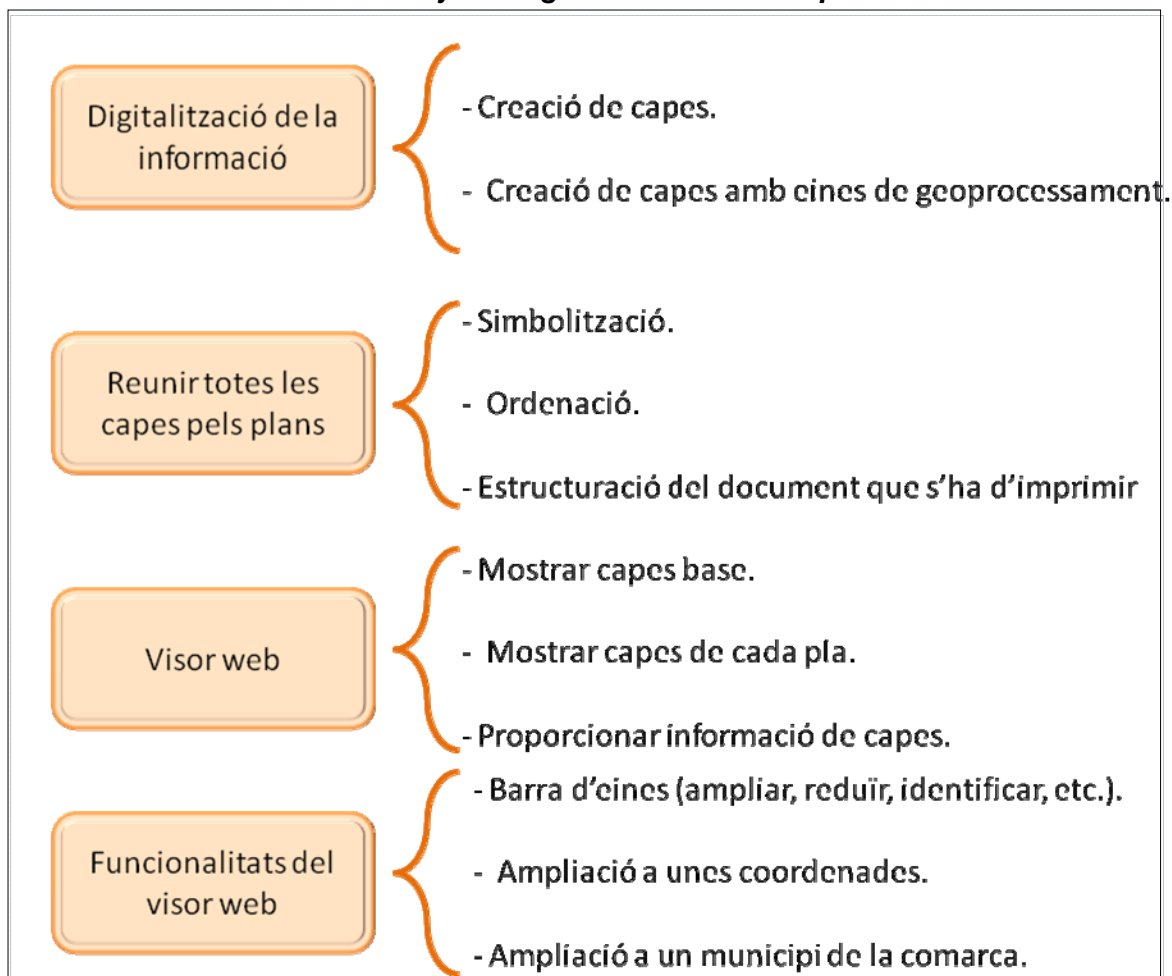 Digitalització de la
informació
- Creació de capes.
- Creació de capes amb eines de geoprocessament.
Reunir totes les
capes pels plans
- Simbolització.
- Ordenació.
- Estructuració del document que s’ha d’imprimir
Visor web
- Mostrar capes base.
- Mostrar capes de cada pla.
- Proporcionar informació de capes.
Funcionalitats del
visor web
- Barra d’eines (ampliar, reduïr, identificar, etc.).
- Ampliació a unes coordenades.
- Ampliació a un municipi de la comarca.